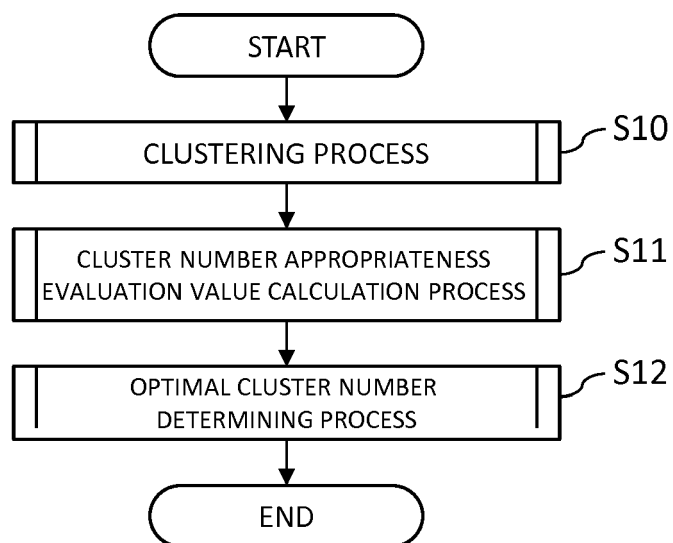 START
CLUSTERING PROCESS
S10
CLUSTER NUMBER APPROPRIATENESS
EVALUATION VALUE CALCULATION PROCESS
S11
OPTIMAL CLUSTER NUMBER
DETERMINING PROCESS
S12
END